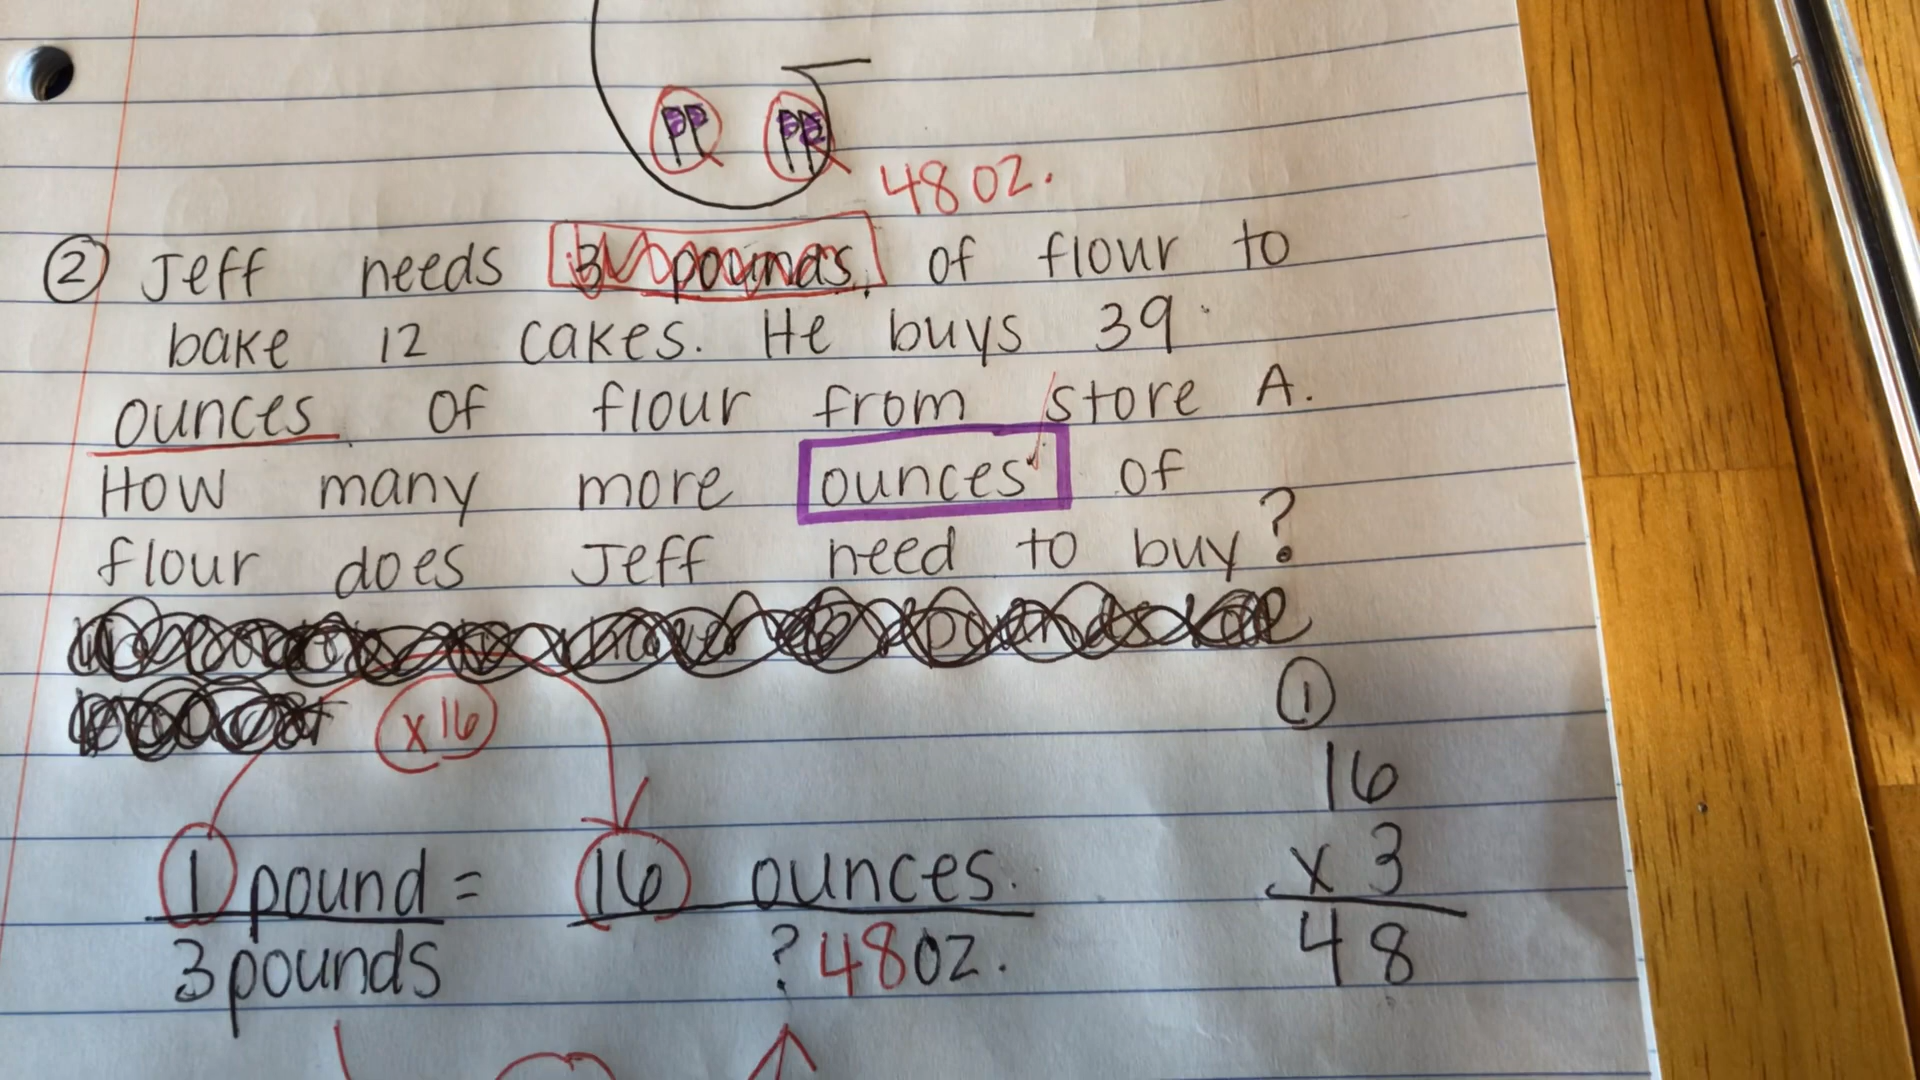 PP PP
48 oz.
② Jeff needs 3 pounds of flour to
bake 12 cakes. He buys 39
ounces of flour from store A.
How many more ounces of
flour does Jeff need to buy?
x16
①
16
x 3
48
1 pound = 16 ounces.
3 pounds ? 48 oz.